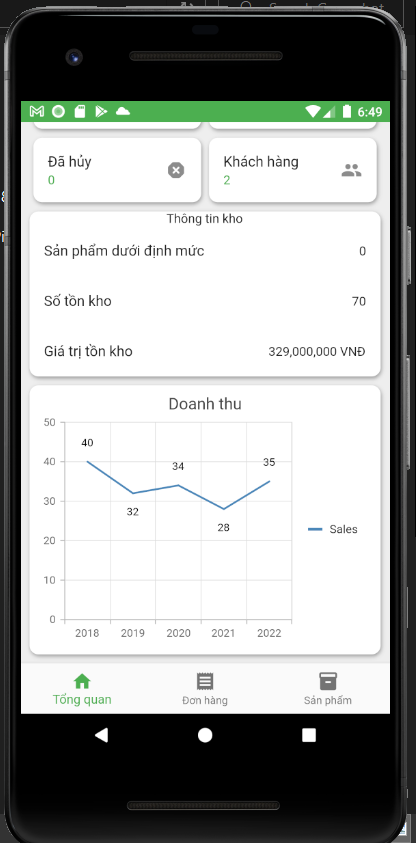 6:49
Đã hủy
0
Khách hàng
2
Thông tin kho
Sản phẩm dưới định mức 0
Số tồn kho 70
Giá trị tồn kho 329,000,000 VNĐ
Doanh thu
50
40
30
20
10
0
40
32
34
28
35
Sales
2018 2019 2020 2021 2022
Tổng quan
Đơn hàng
Sản phẩm